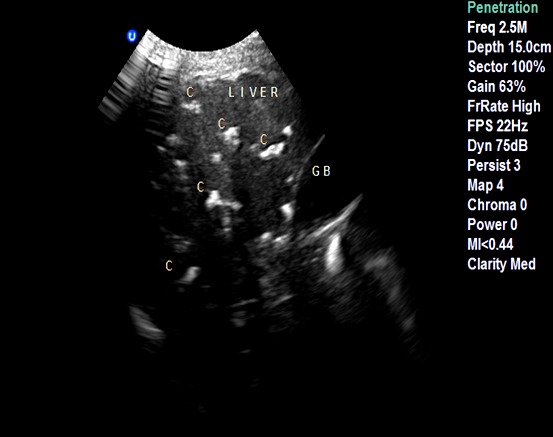 U
Penetration
Freq 2.5M
Depth 15.0cm
Sector 100%
Gain 63%
FrRate High
FPS 22Hz
Dyn 75dB
Persist 3
Map 4
Chroma 0
Power 0
MI<0.44
Clarity Med
C LIVER
C
C
GB
C
C